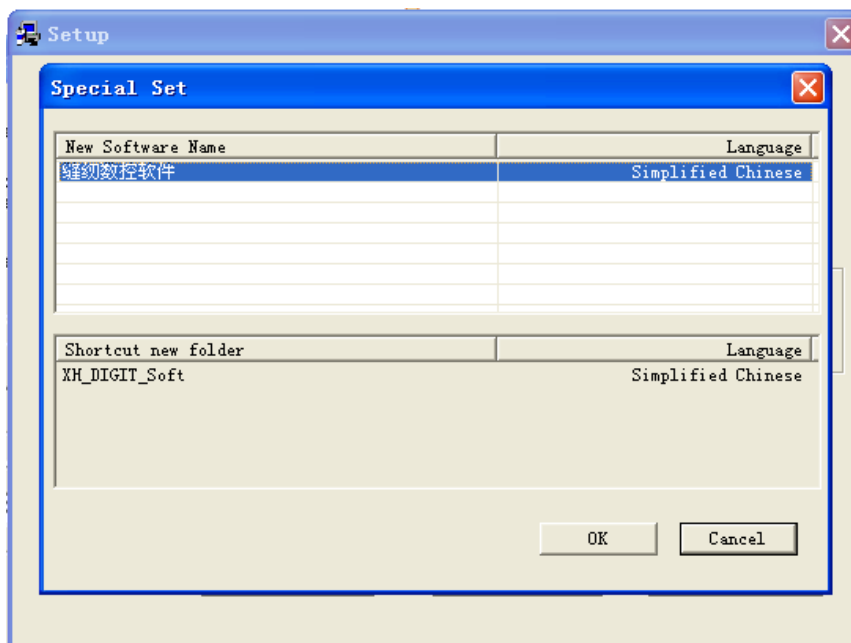 Setup
Special Set
New Software Name Language
缝纫数控软件 Simplified Chinese
Shortcut new folder Language
XH_DIGIT_Soft Simplified Chinese
OK Cancel